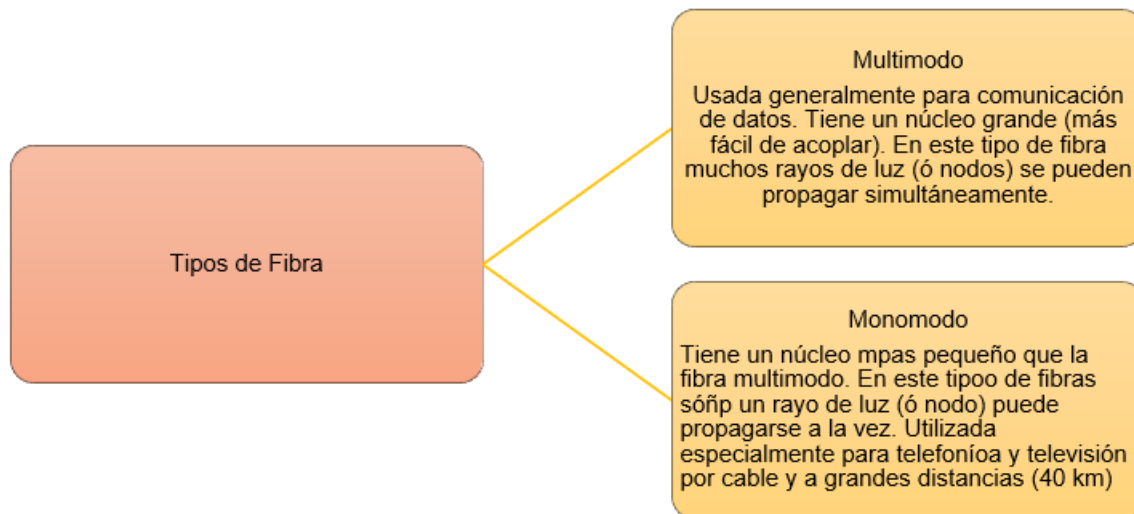 Tipos de Fibra
Multimodo
Usada generalmente para comunicación
de datos. Tiene un núcleo grande (más
fácil de acoplar). En este tipo de fibra
muchos rayos de luz (ó nodos) se pueden
propagar simultáneamente.
Monomodo
Tiene un núcleo mpas pequeño que la
fibra multimodo. En este tipoo de fibras
sóñp un rayo de luz (ó nodo) puede
propagarse a la vez. Utilizada
especialmente para telefoníoa y televisión
por cable y a grandes distancias (40 km)